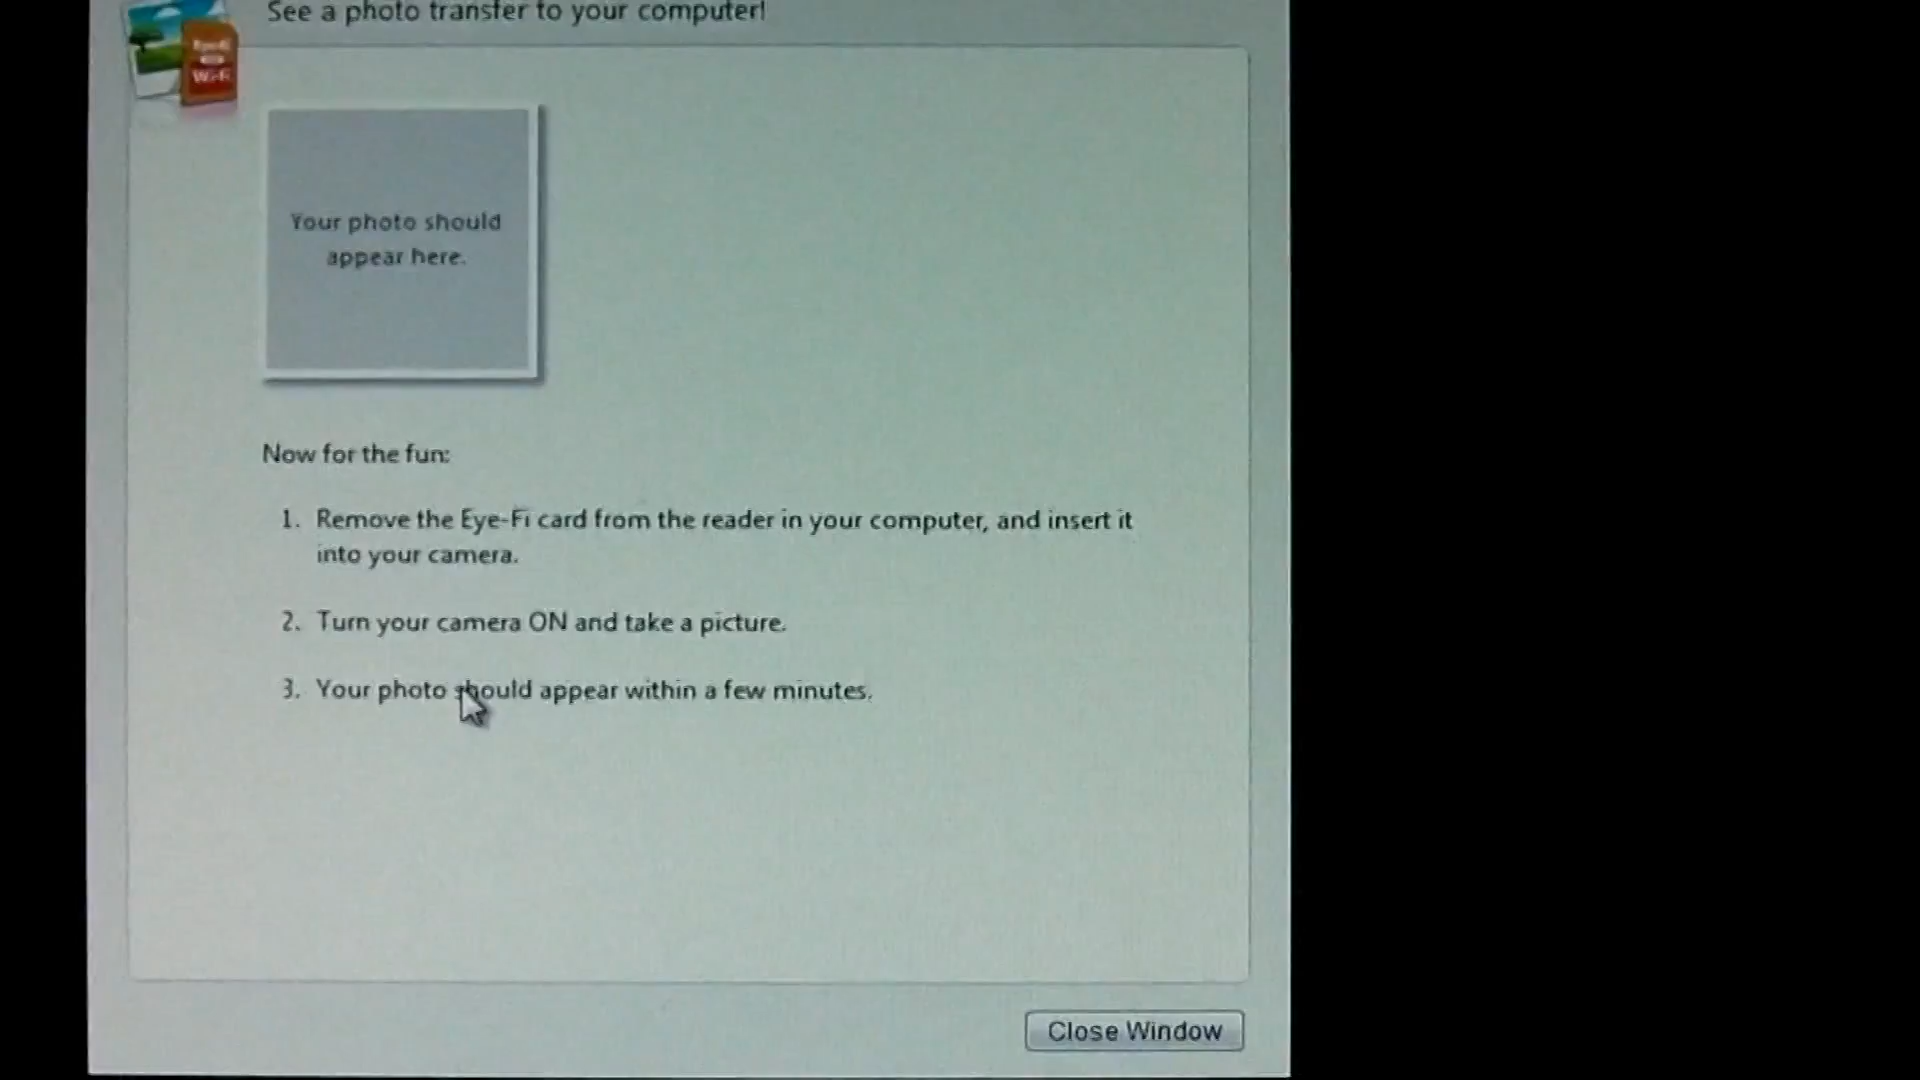 See a photo transfer to your computer!
Wi-Fi
Your photo should
appear here.
Now for the fun:
1. Remove the Eye-Fi card from the reader in your computer, and insert it
into your camera.
2. Turn your camera ON and take a picture.
3. Your photo should appear within a few minutes.
Close Window